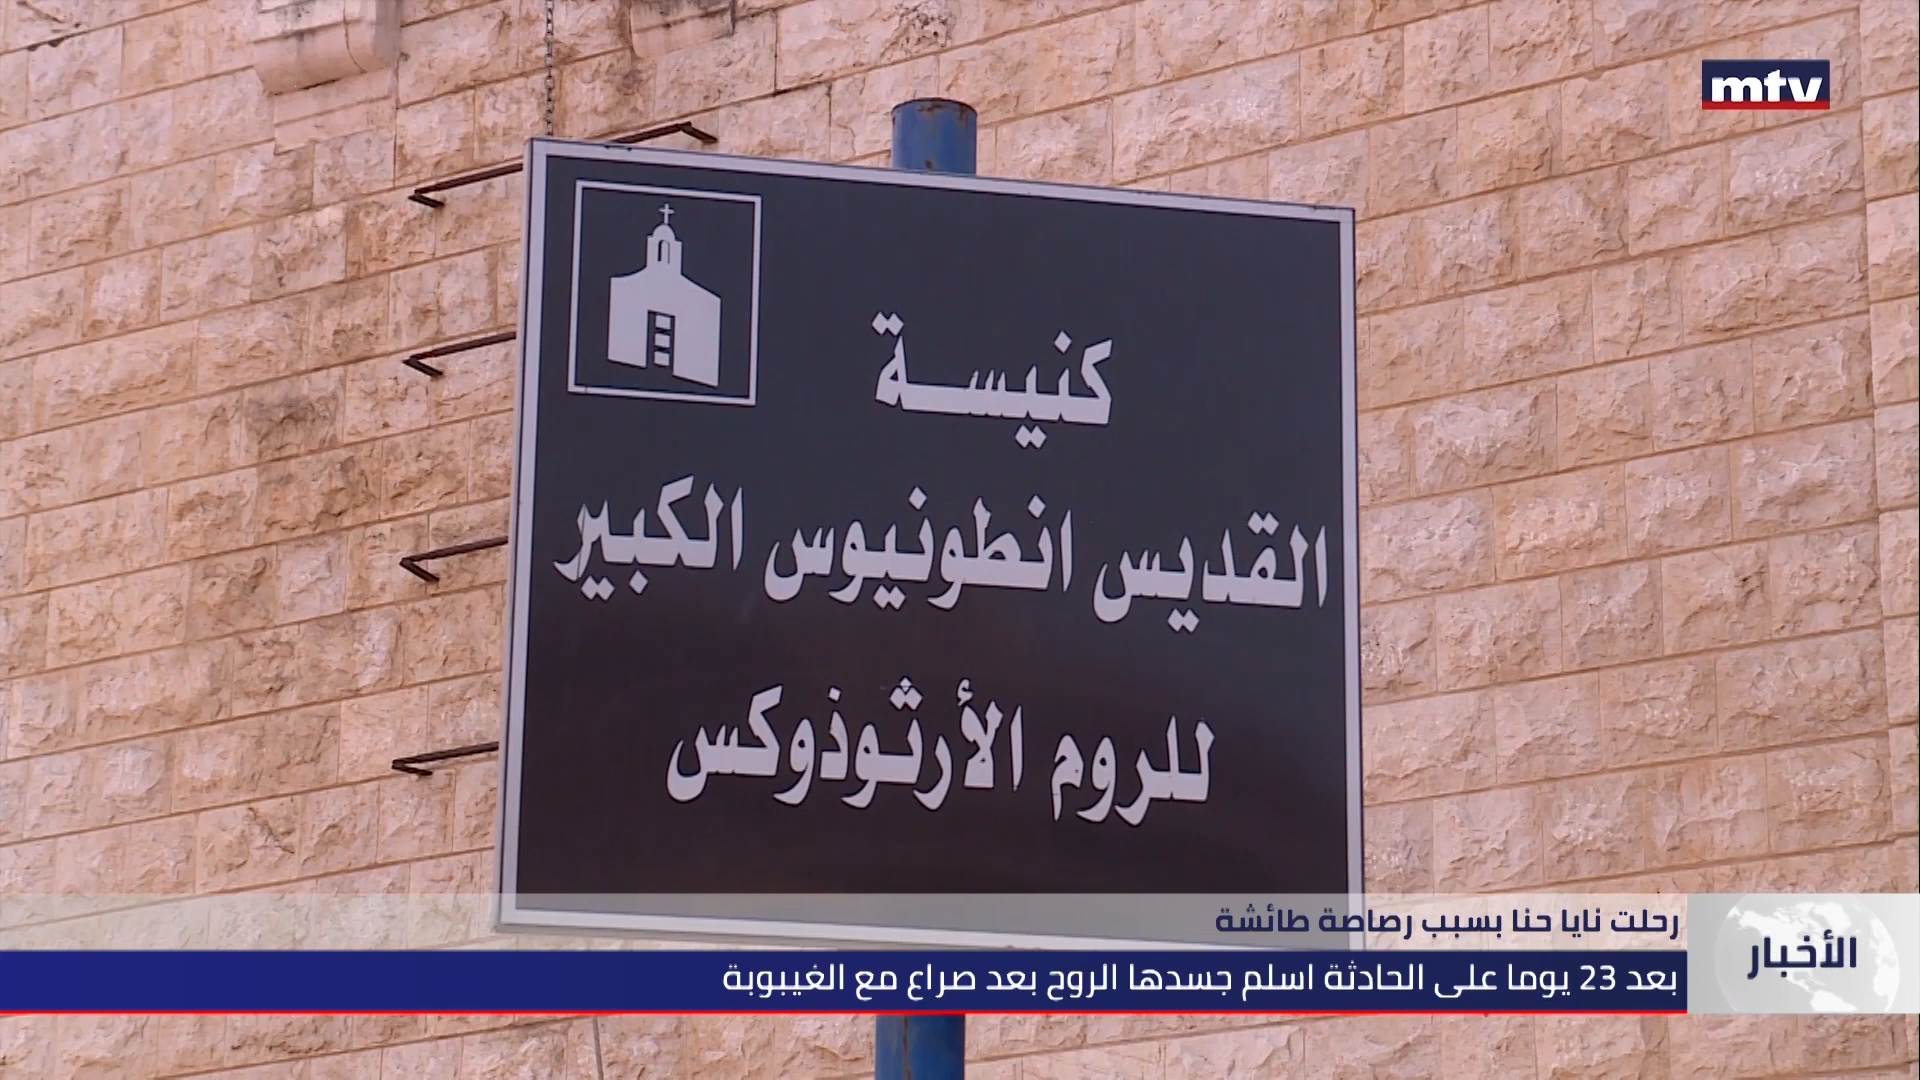 mtv
كنيسة
القديس انطونيوس الكبير
للروم الأرثوذوكس
رحلت نايا حنا بسبب رصاصة طائشة
الأخبار
بعد 23 يوما على الحادثة اسلم جسدها الروح بعد صراع مع الغيبوبة